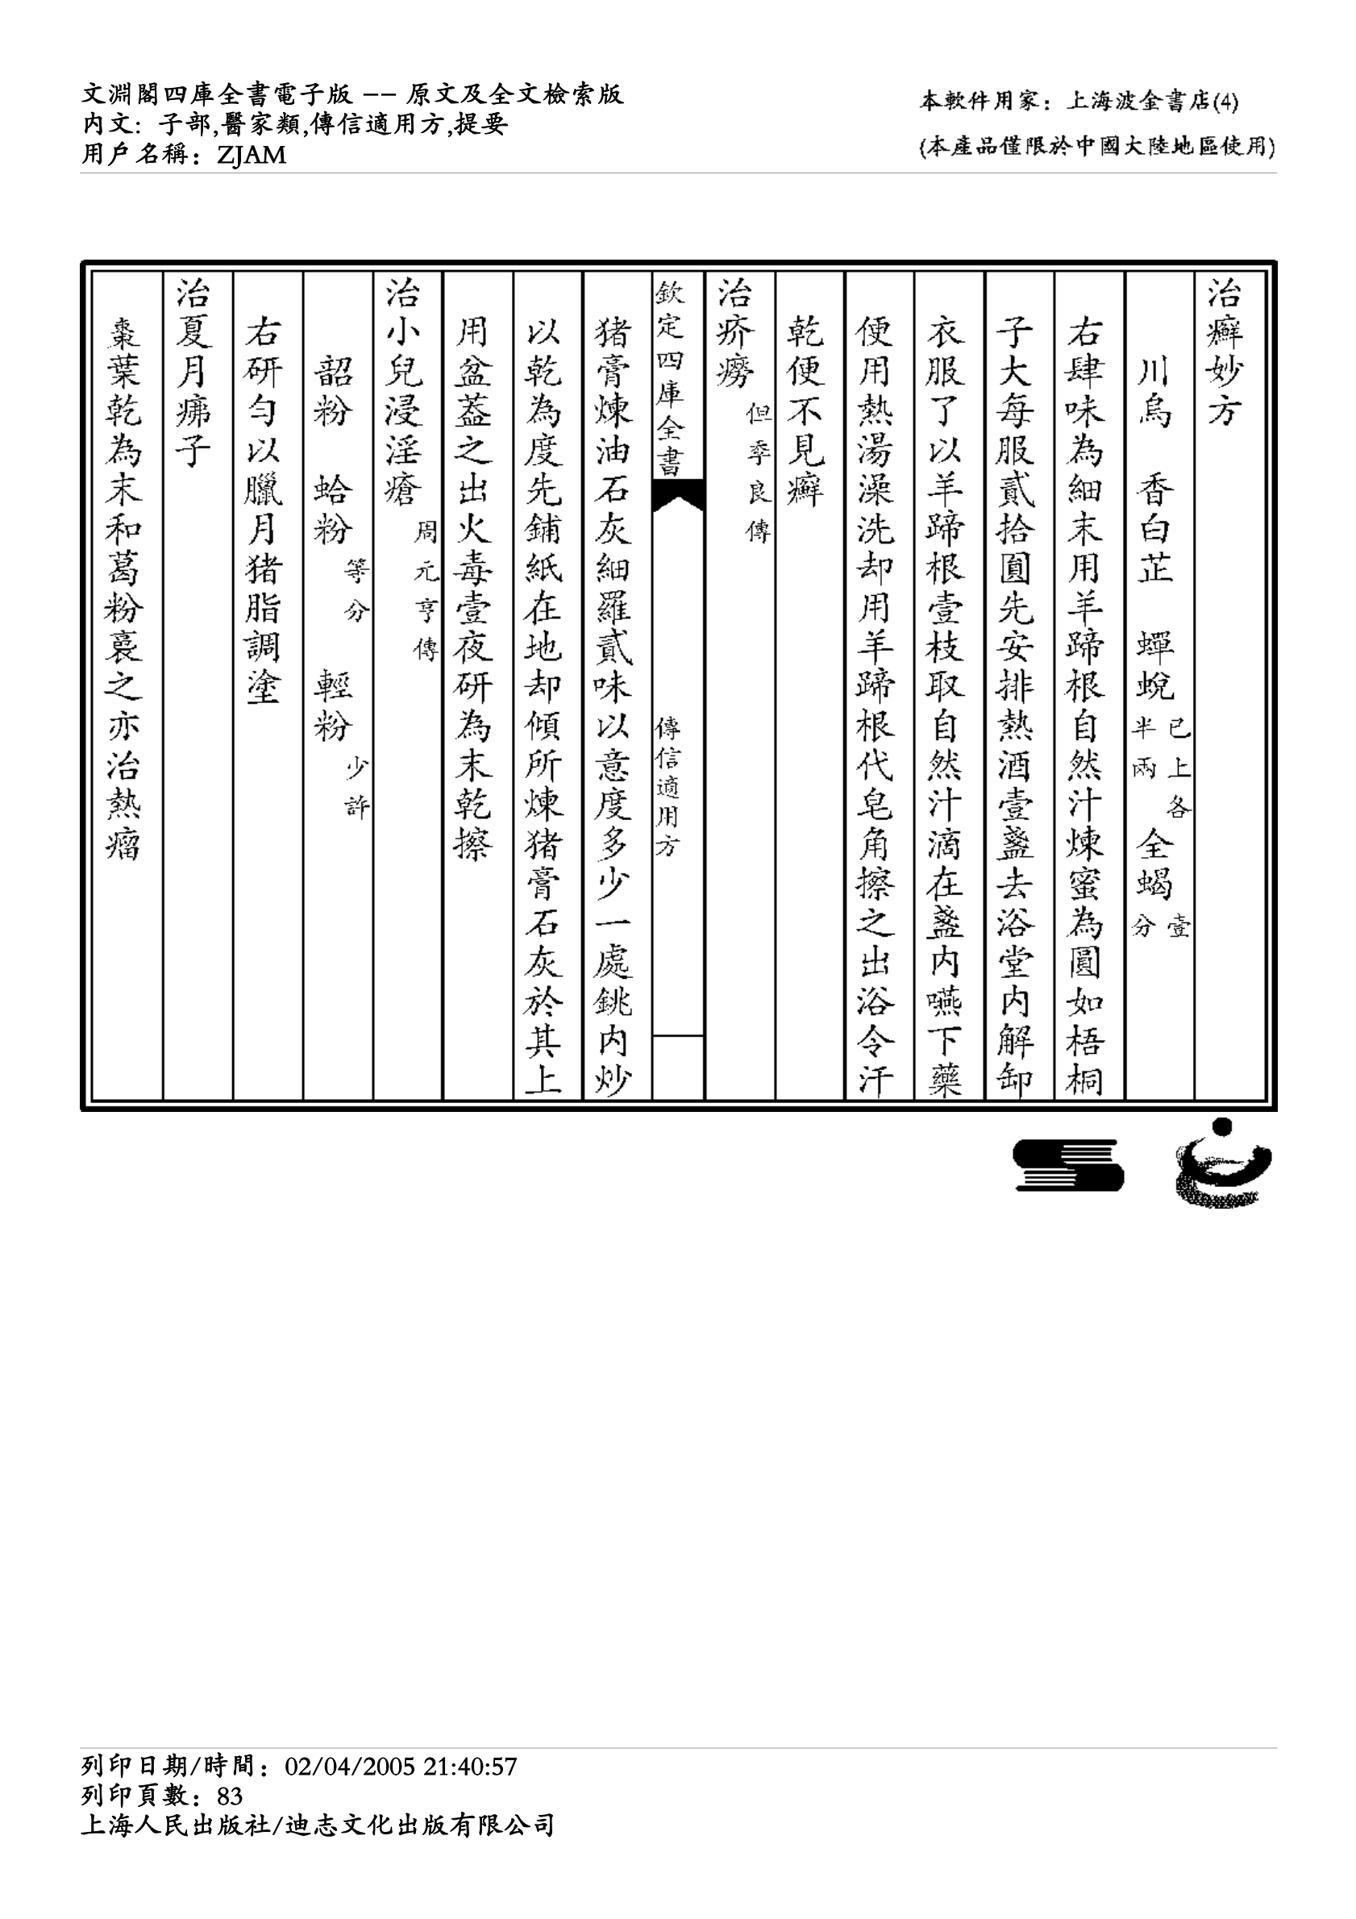 文淵閣四庫全書電子版 -- 原文及全文檢索版
內文: 子部,醫家類,傳信適用方,提要
用戶名稱: ZJAM
本軟件用家: 上海波金書店(4)
(本產品僅限於中國大陸地區使用)
治癬妙方
川烏 香白芷 蟬蛻已上各半兩 全蝎壹分
右肆味為細末用羊蹄根自然汁煉蜜為圓如梧桐
子大每服貳拾圓先安排熱酒壹盞去浴堂内解卸
衣服了以羊蹄根壹枝取自然汁滴在盞内嚥下藥
便用熱湯澡洗却用羊蹄根代皂角擦之出浴令汗
乾便不見癬
治疥癆但季良傳
欽定四庫全書
傳信適用方
猪膏煉油石灰細羅貳味以意度多少一處銚内炒
以乾為度先鋪紙在地却傾所煉猪膏石灰於其上
用盆葢之出火毒壹夜研為末乾擦
治小兒浸淫瘡周元亨傳
韶粉 蛤粉等分 輕粉少許
右研勻以臘月猪脂調塗
治夏月疿子
棗葉乾為末和葛粉裛之亦治熱瘤
列印日期/時間: 02/04/2005 21:40:57
列印頁數: 83
上海人民出版社/迪志文化出版有限公司